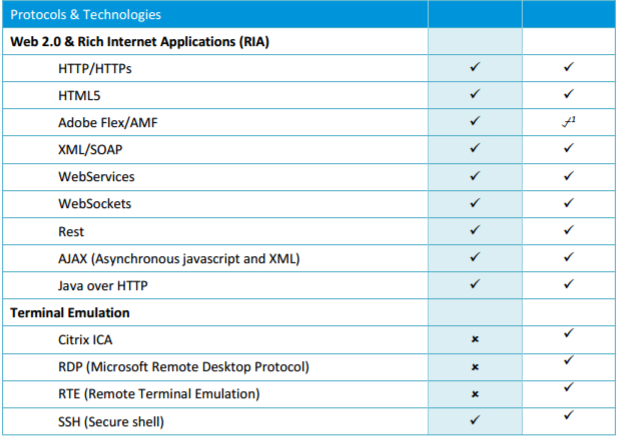 Protocols & Technologies
Web 2.0 & Rich Internet Applications (RIA)
HTTP/HTTPs ✓ ✓
HTML5 ✓ ✓
Adobe Flex/AMF ✓ ✓̶¹
XML/SOAP ✓ ✓
WebServices ✓ ✓
WebSockets ✓ ✓
Rest ✓ ✓
AJAX (Asynchronous javascript and XML) ✓ ✓
Java over HTTP ✓ ✓
Terminal Emulation
Citrix ICA × ✓
RDP (Microsoft Remote Desktop Protocol) × ✓
RTE (Remote Terminal Emulation) × ✓
SSH (Secure shell) ✓ ✓